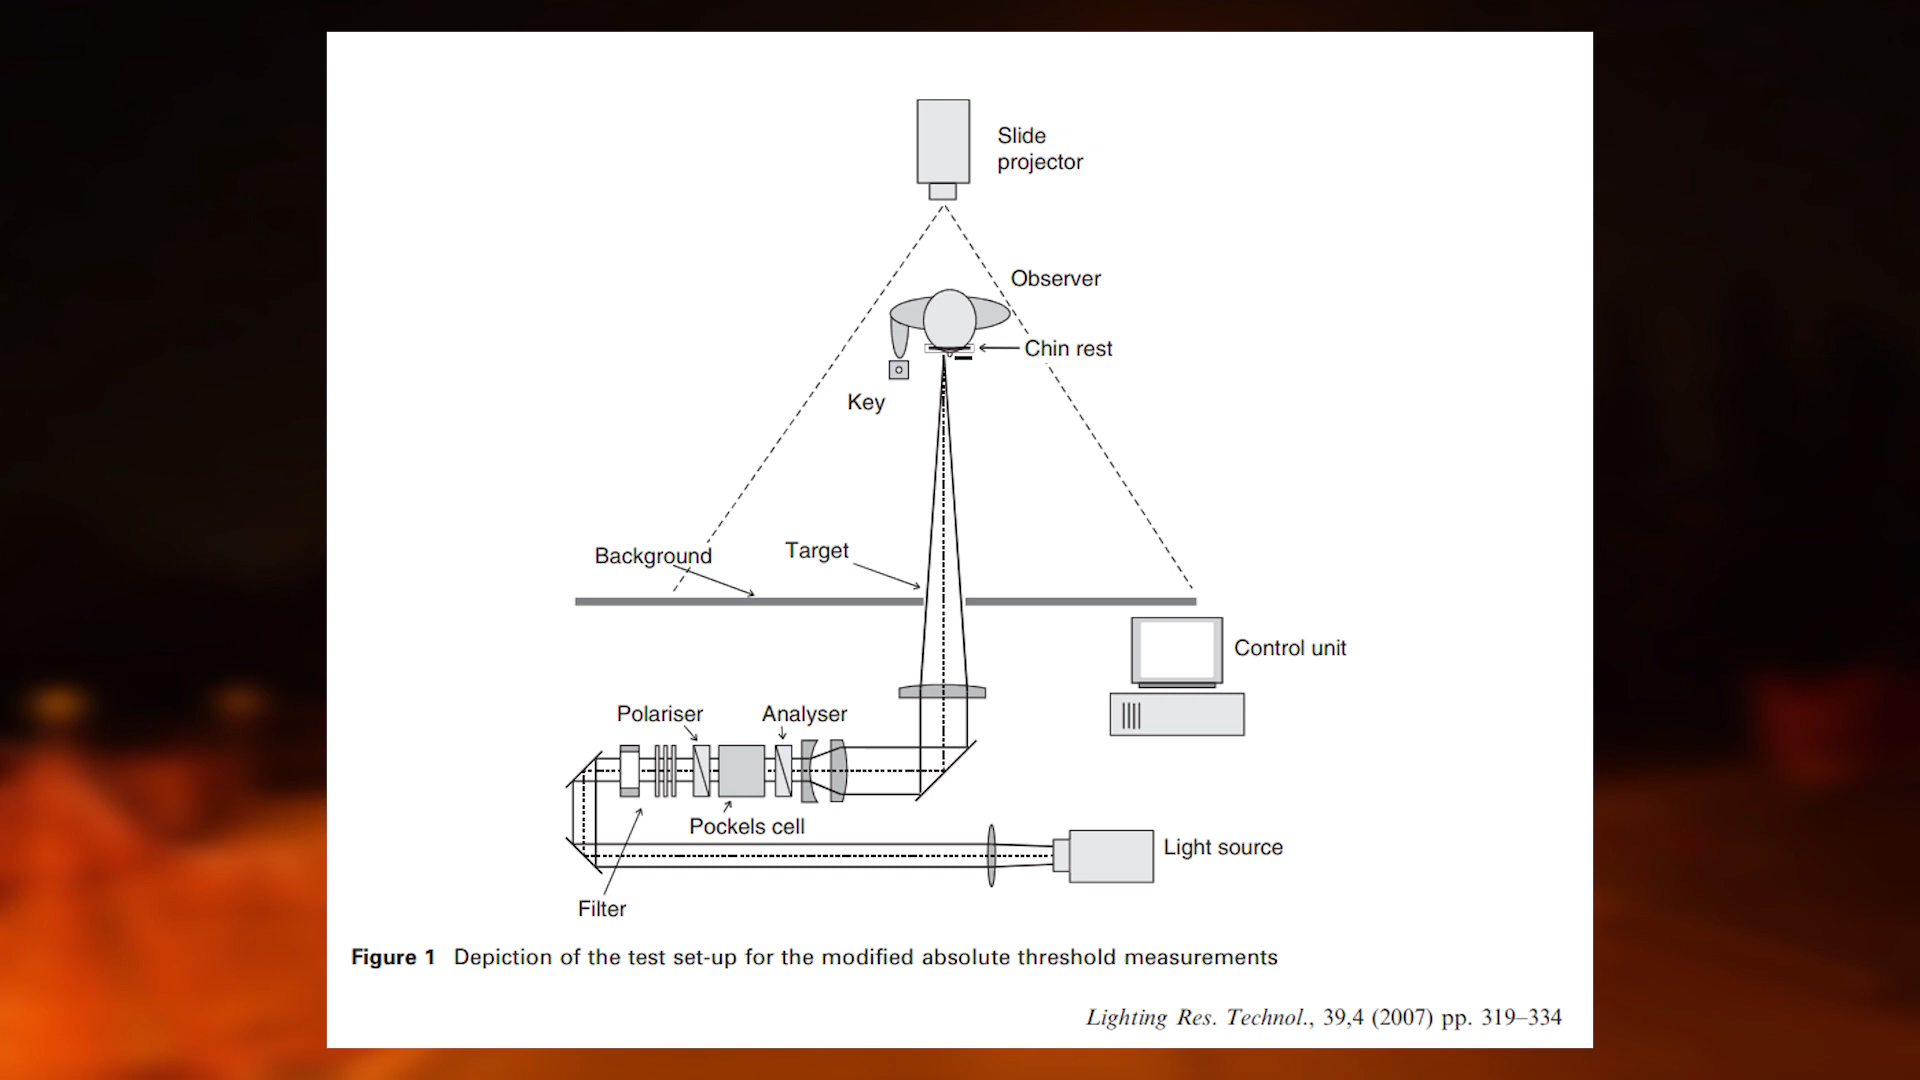 Slide
projector
Observer
Chin rest
Key
Background
Target
Control unit
Polariser
Analyser
Pockels cell
Light source
Filter
Figure 1 Depiction of the test set-up for the modified absolute threshold measurements
Lighting Res. Technol., 39,4 (2007) pp. 319–334